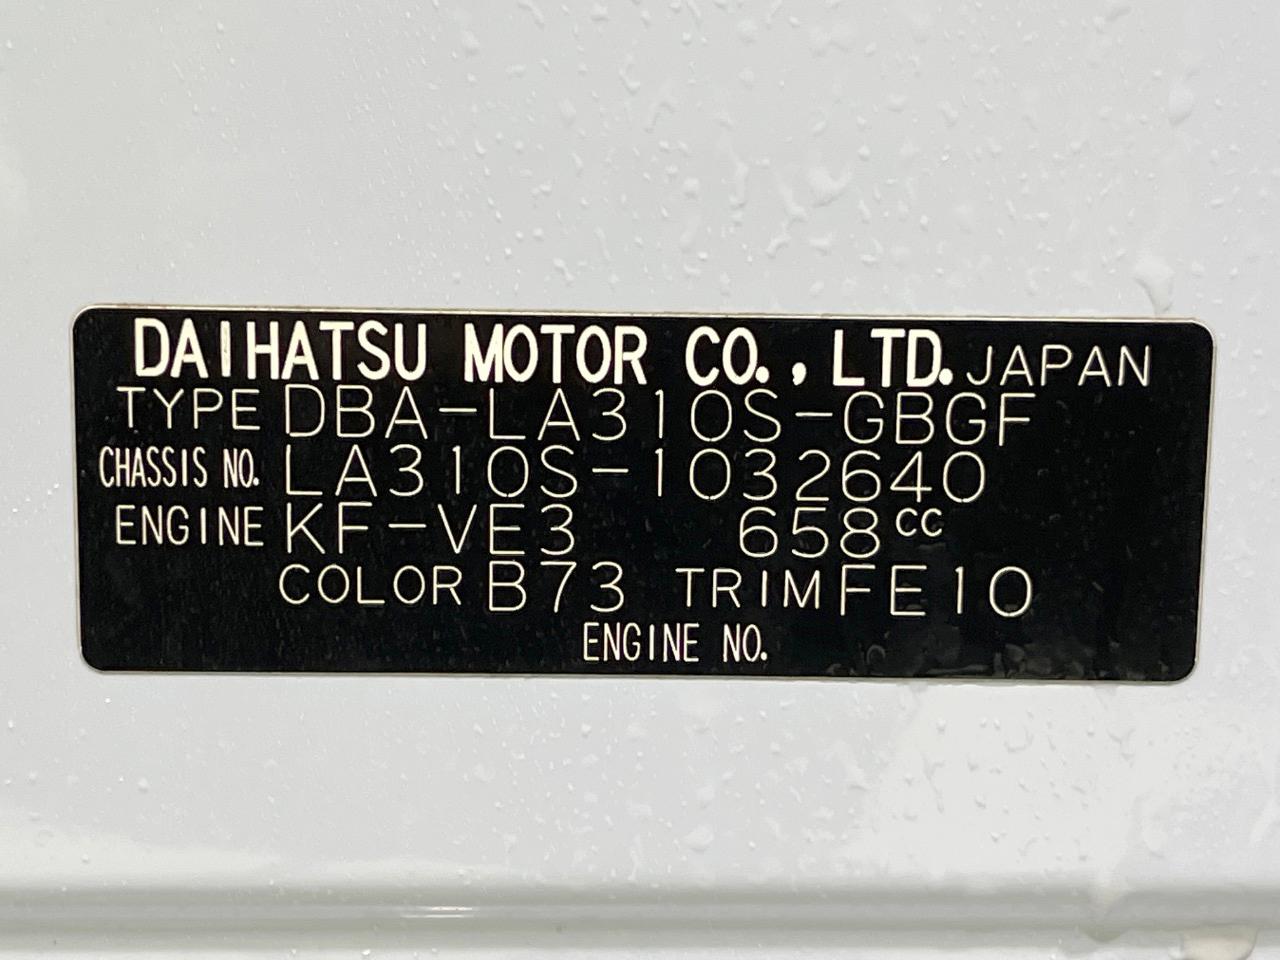 DAIHATSU MOTOR CO., LTD. JAPAN
TYPE DBA-LA310S-GBGF
CHASSIS NO. LA310S-1032640
ENGINE KF-VE3 658cc
COLOR B73 TRIM FE10
ENGINE NO.